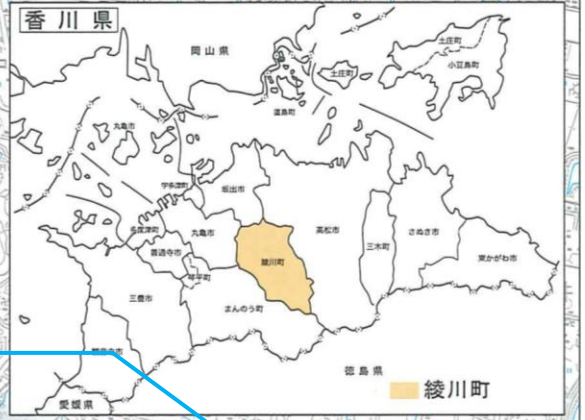 香川県
岡山県
土庄町
小豆島町
土庄町
直島町
丸亀市
宇多津町
坂出市
多度津町
丸亀市
高松市
三木町
さぬき市
東かがわ市
善通寺市
琴平町
綾川町
三豊市
まんのう町
徳島県
愛媛県
綾川町